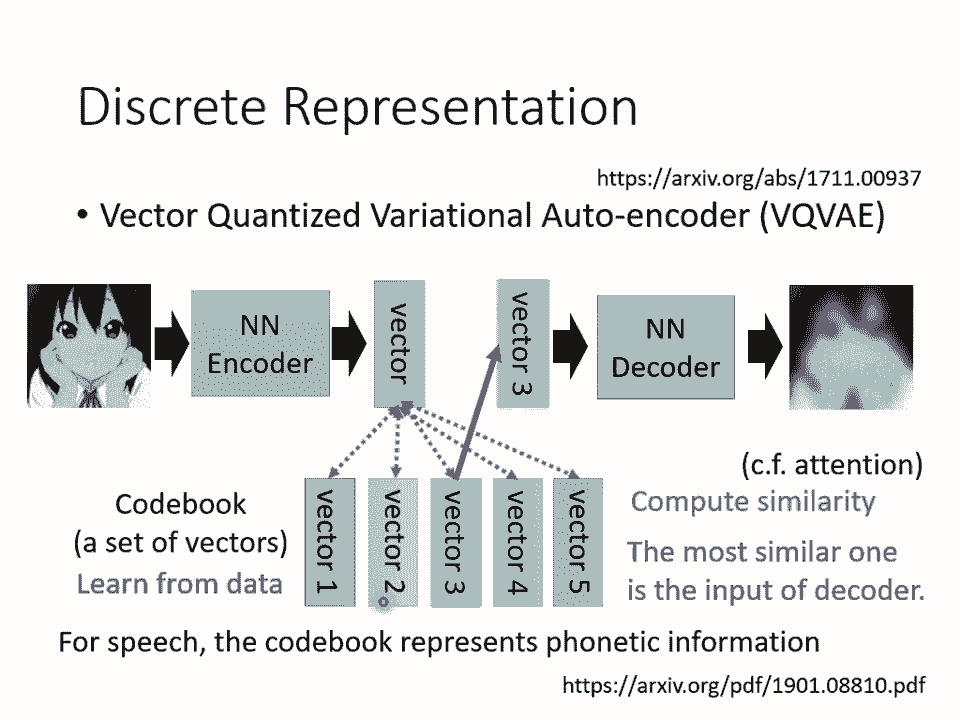 Discrete Representation
https://arxiv.org/abs/1711.00937
• Vector Quantized Variational Auto-encoder (VQVAE)
NN
Encoder
vector
vector 3
NN
Decoder
(c.f. attention)
Codebook
(a set of vectors)
Learn from data
vector 1
vector 2
vector 3
vector 4
vector 5
Compute similarity
The most similar one
is the input of decoder.
For speech, the codebook represents phonetic information
https://arxiv.org/pdf/1901.08810.pdf